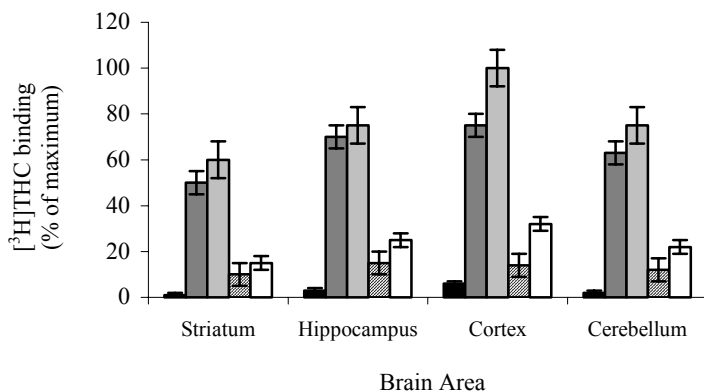 120
100
80
60
40
20
0
[³H]THC binding
(% of maximum)
Striatum Hippocampus Cortex Cerebellum
Brain Area